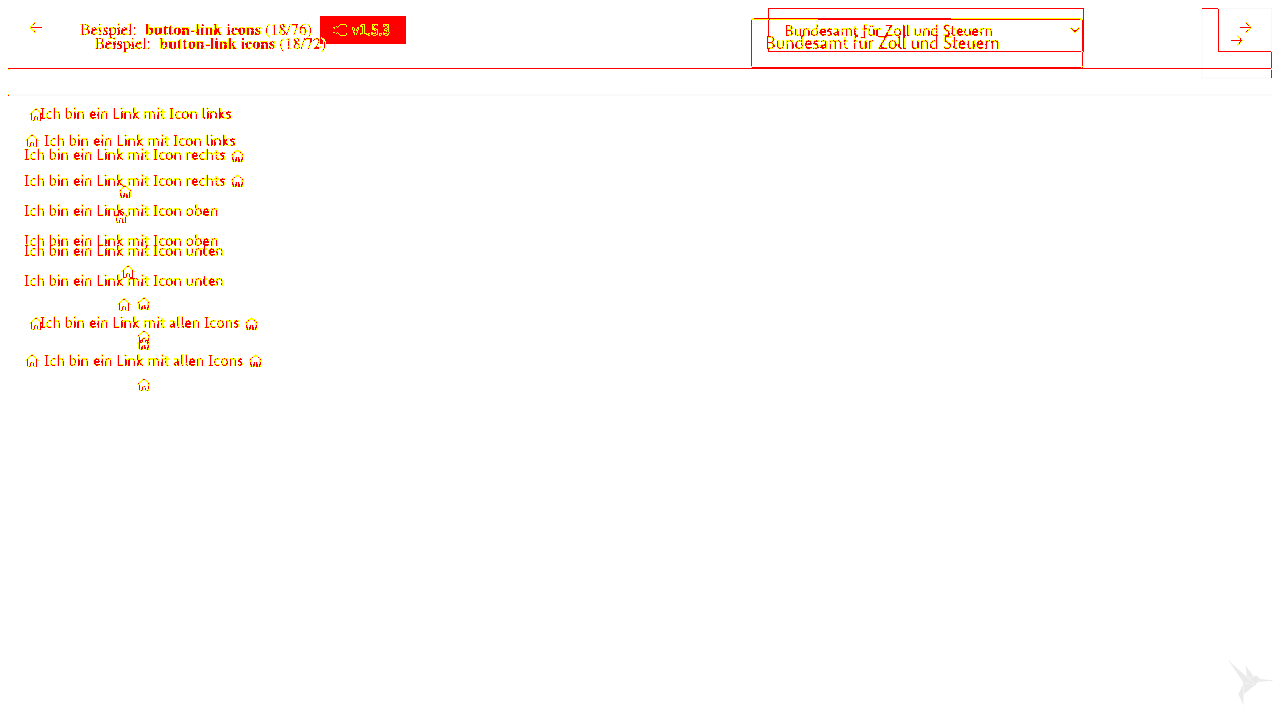 Beispiel: button-link icons (18/76) v1.5.3
Beispiel: button-link icons (18/72)
Bundesamt für Zoll und Steuern
Bundesamt für Zoll und Steuern
Ich bin ein Link mit Icon links
Ich bin ein Link mit Icon links
Ich bin ein Link mit Icon rechts
Ich bin ein Link mit Icon rechts
Ich bin ein Link mit Icon oben
Ich bin ein Link mit Icon oben
Ich bin ein Link mit Icon unten
Ich bin ein Link mit Icon unten
Ich bin ein Link mit allen Icons
Ich bin ein Link mit allen Icons